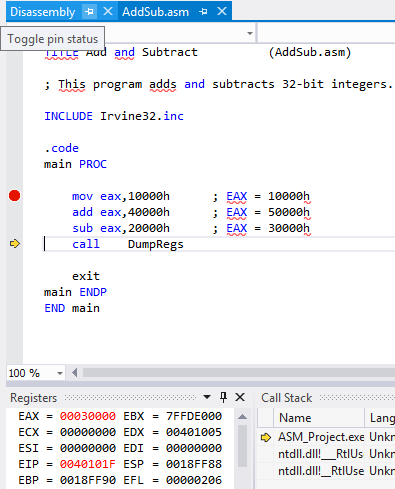 Disassembly AddSub.asm
Toggle pin status
TITLE Add and Subtract (AddSub.asm)
; This program adds and subtracts 32-bit integers.
INCLUDE Irvine32.inc
.code
main PROC
mov eax,10000h ; EAX = 10000h
add eax,40000h ; EAX = 50000h
sub eax,20000h ; EAX = 30000h
call DumpRegs
exit
main ENDP
END main
100 %
Registers
EAX = 00030000 EBX = 7FFDE000
ECX = 00000000 EDX = 00401005
ESI = 00000000 EDI = 00000000
EIP = 0040101F ESP = 0018FF88
EBP = 0018FF90 EFL = 00000206
Call Stack
Name Lang
ASM_Project.exe Unkn
ntdll.dll!___RtlUs Unkn
ntdll.dll!__RtlUse Unkn